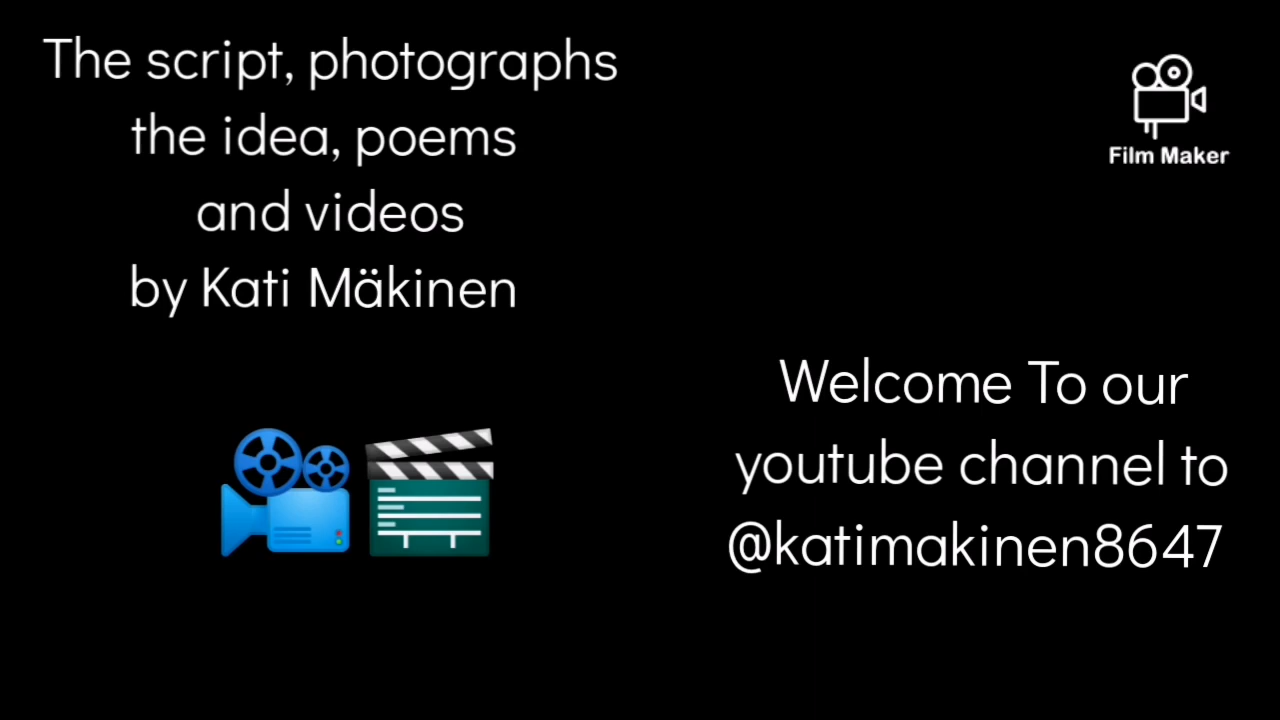 The script, photographs
the idea, poems
and videos
by Kati Mäkinen
Film Maker
Welcome To our
youtube channel to
@katimakinen8647